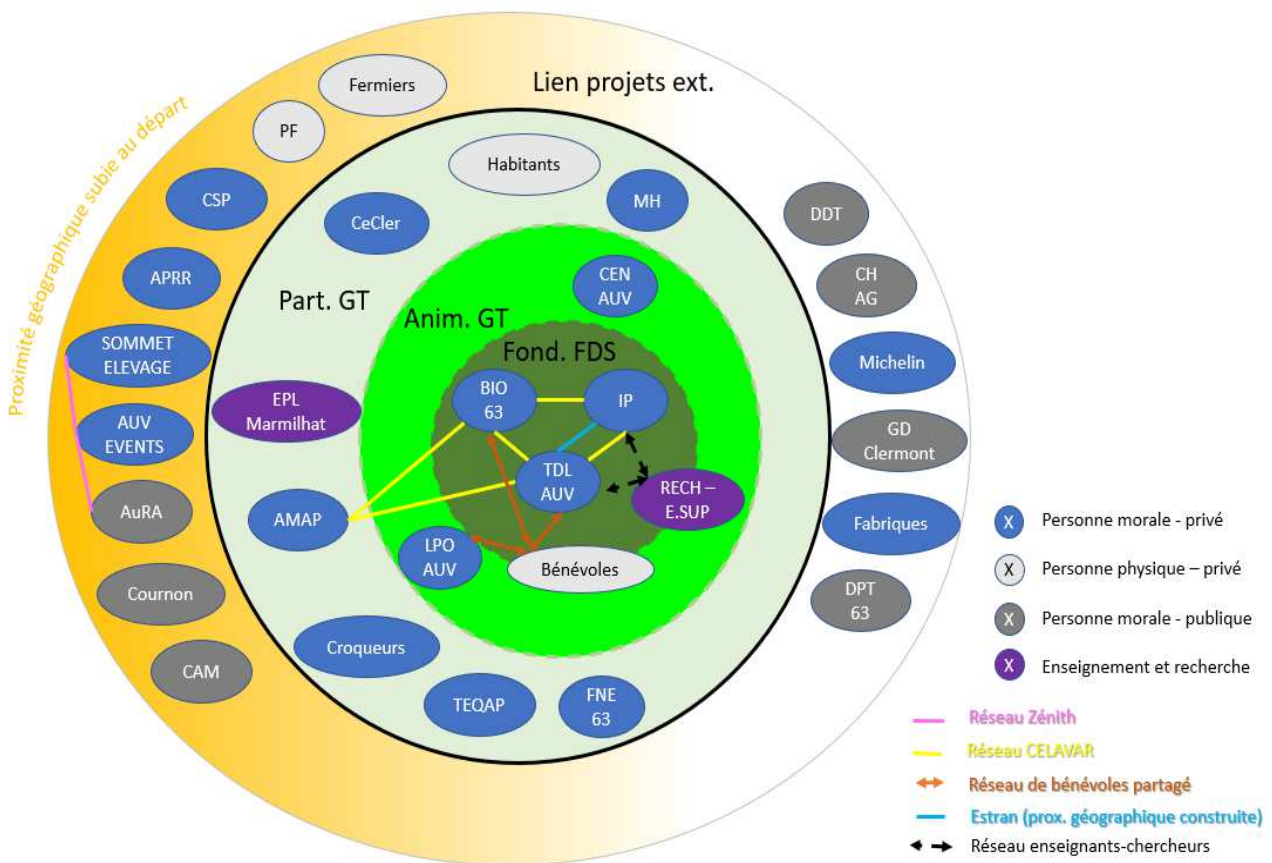 Lien projets ext.
Fermiers
PF
Proximité géographique subie au départ
Habitants
CSP
MH
CeCler
DDT
APRR
CEN
AUV
CH
AG
Part. GT
Anim. GT
SOMMET
ELEVAGE
Fond. FDS
Michelin
EPL
Marmilhat
BIO
63
IP
AUV
EVENTS
GD
Clermont
TDL
AUV
RECH –
E.SUP
AuRA
AMAP
Fabriques
LPO
AUV
Bénévoles
Cournon
DPT
63
Croqueurs
CAM
TEQAP
FNE
63
X Personne morale - privé
X Personne physique – privé
X Personne morale - publique
X Enseignement et recherche
Réseau Zénith
Réseau CELAVAR
Réseau de bénévoles partagé
Estran (prox. géographique construite)
Réseau enseignants-chercheurs